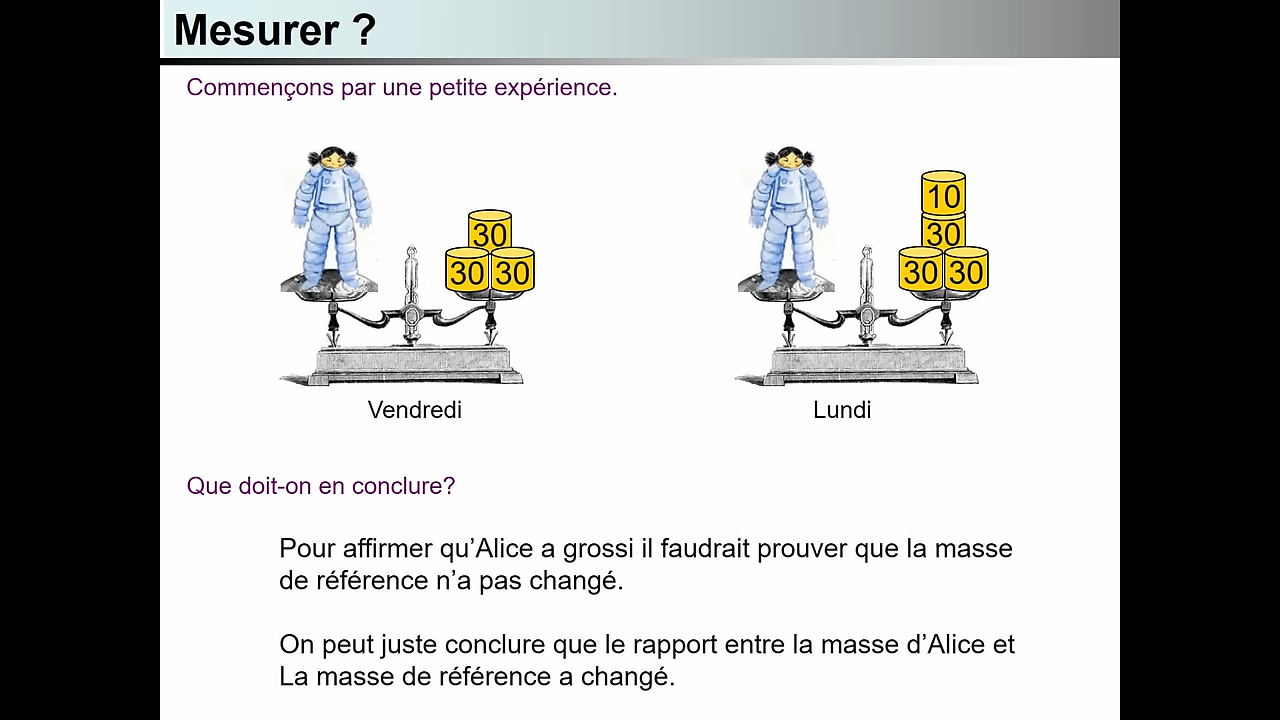 Mesurer ?
Commençons par une petite expérience.
30
30 30
10
30
30 30
Vendredi
Lundi
Que doit-on en conclure?
Pour affirmer qu’Alice a grossi il faudrait prouver que la masse
de référence n’a pas changé.
On peut juste conclure que le rapport entre la masse d’Alice et
La masse de référence a changé.